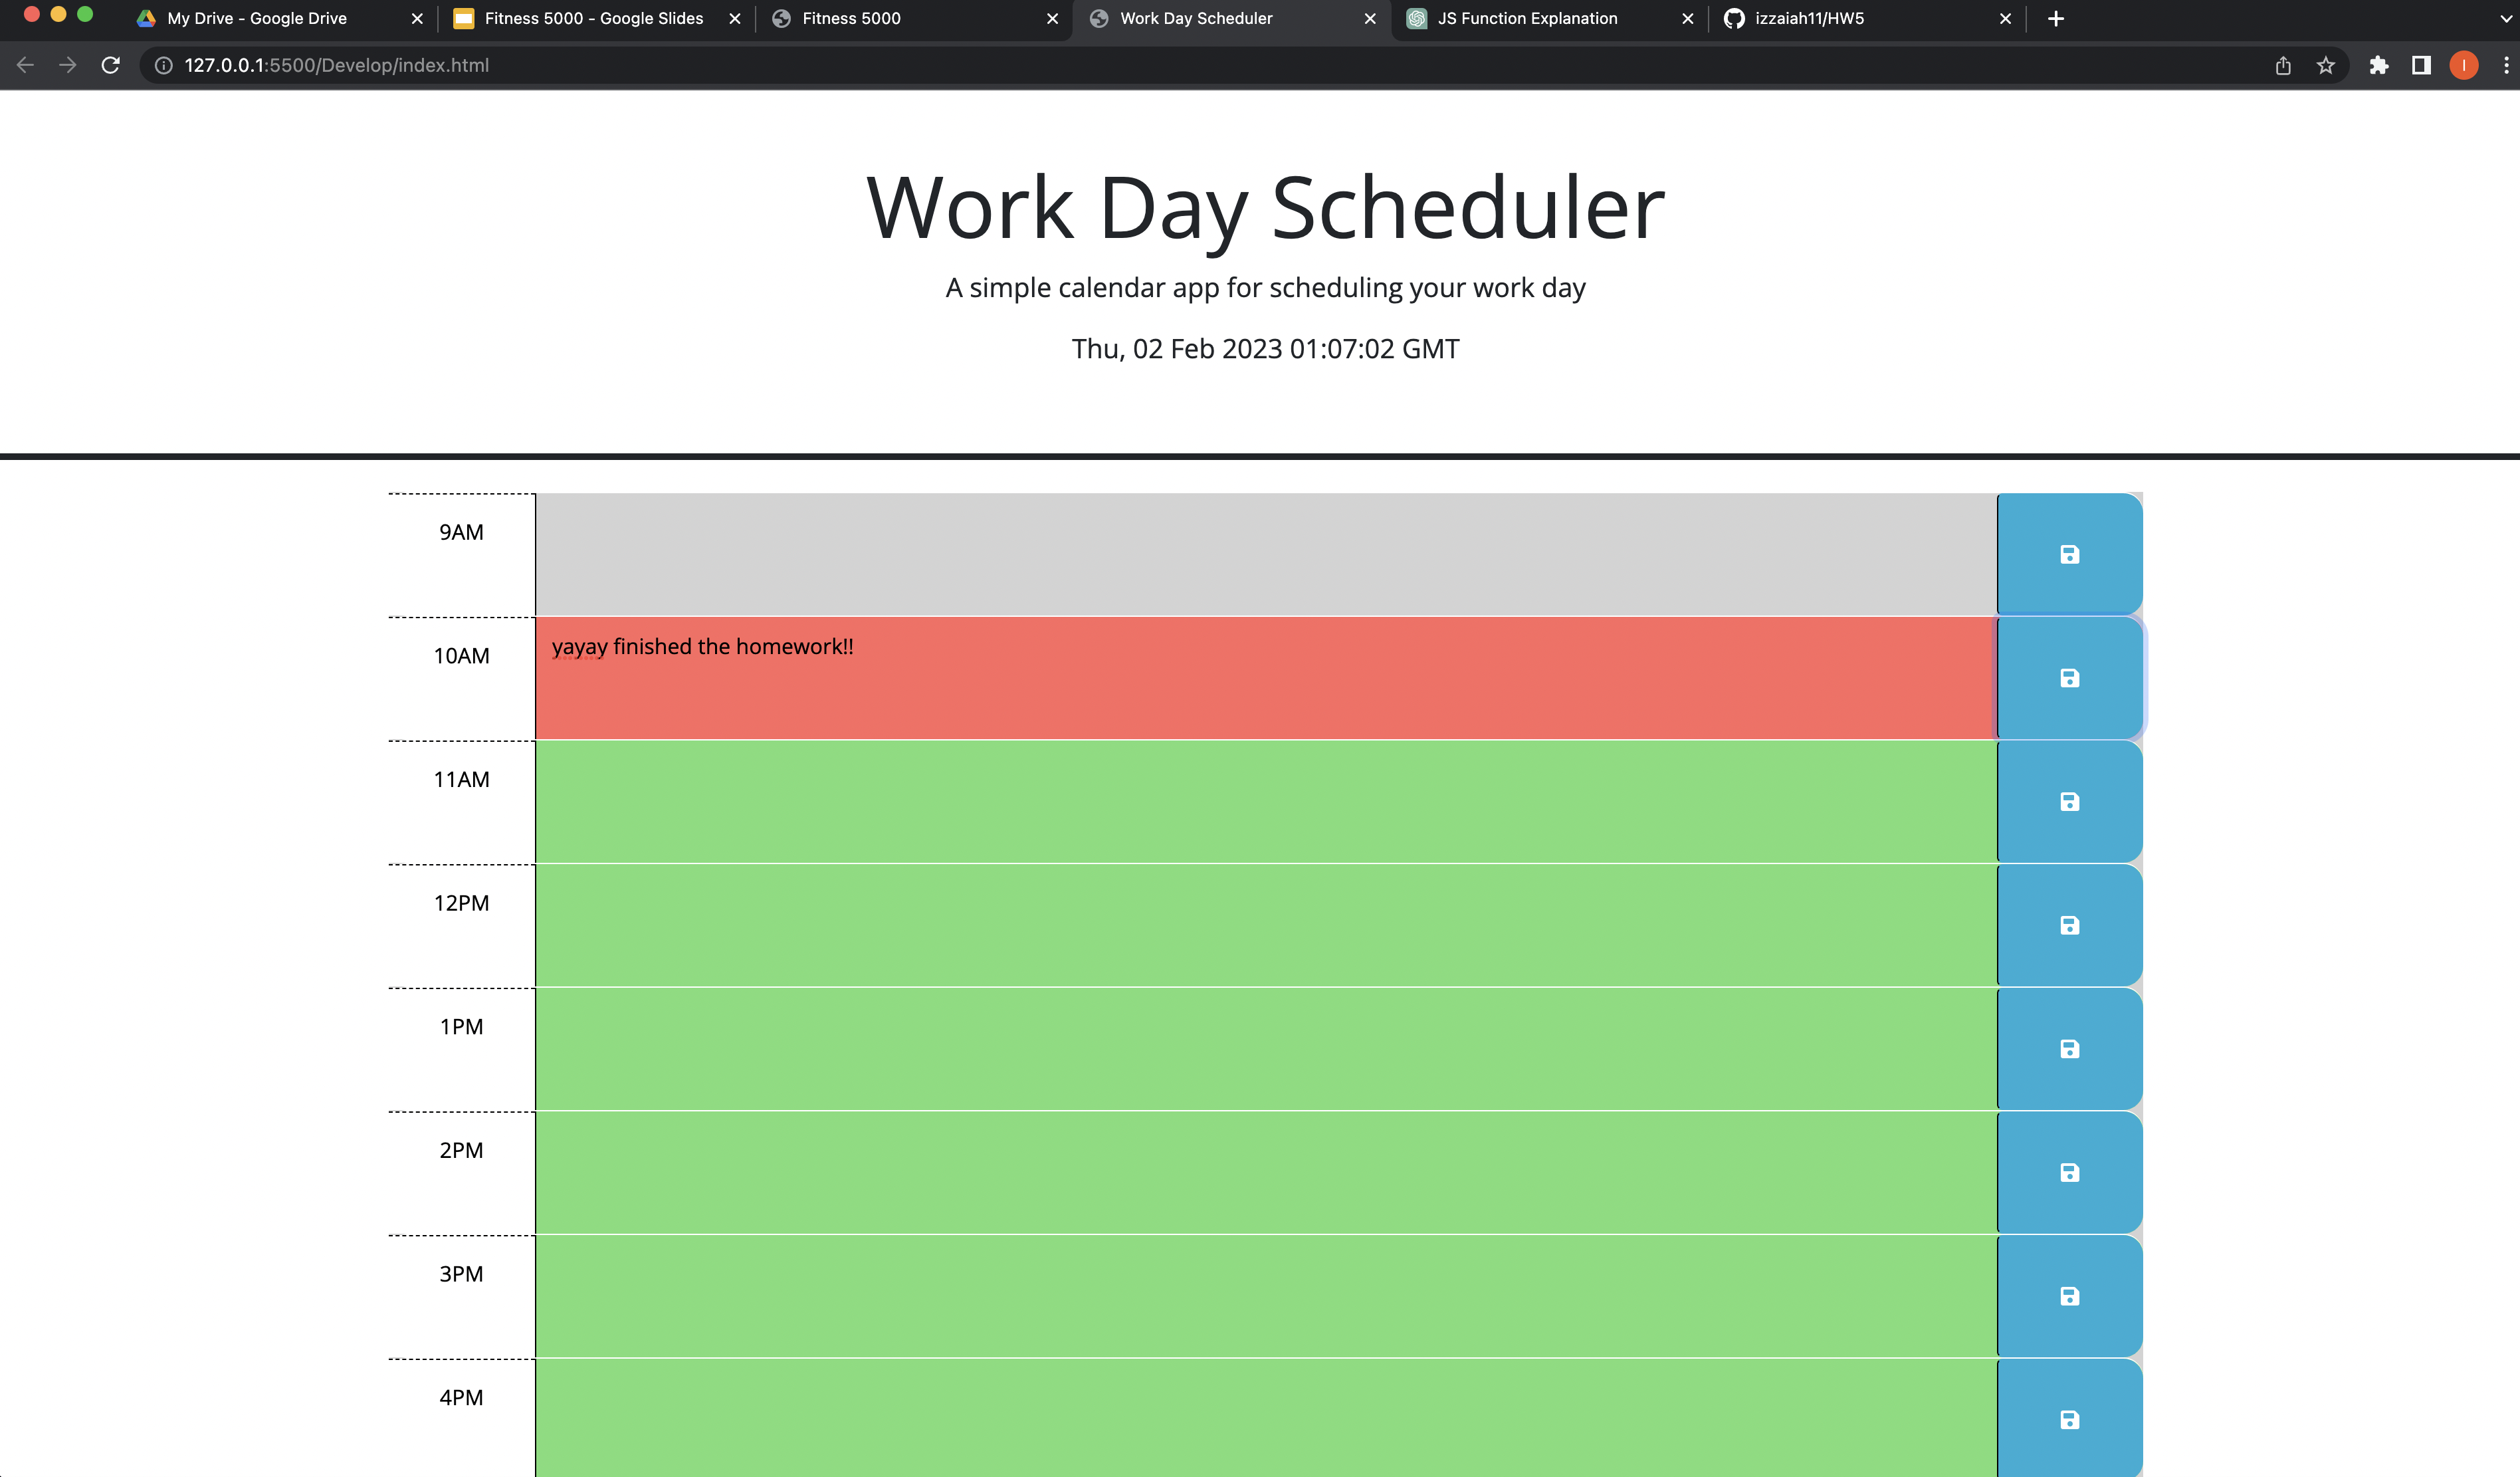 My Drive - Google Drive
Fitness 5000 - Google Slides
Fitness 5000
Work Day Scheduler
JS Function Explanation
izzaiah11/HW5
127.0.0.1:5500/Develop/index.html
I
Work Day Scheduler
A simple calendar app for scheduling your work day
Thu, 02 Feb 2023 01:07:02 GMT
9AM
10AM
yayay finished the homework!!
11AM
12PM
1PM
2PM
3PM
4PM